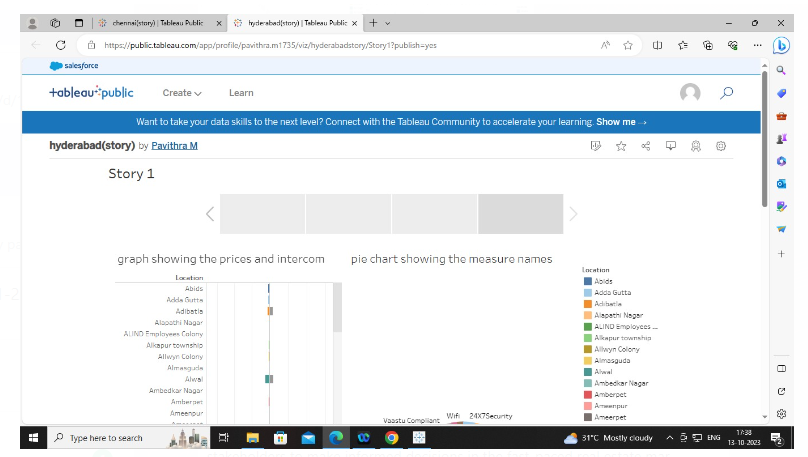 chennai(story) | Tableau Public
hyderabad(story) | Tableau Public
https://public.tableau.com/app/profile/pavithra.m1735/viz/hyderabadstory/Story1?publish=yes
salesforce
+ableau public
Create
Learn
Want to take your data skills to the next level? Connect with the Tableau Community to accelerate your learning. Show me →
hyderabad(story) by Pavithra M
Story 1
graph showing the prices and intercom
pie chart showing the measure names
Location
Abids
Adda Gutta
Adibatla
Alapathi Nagar
ALIND Employees Colony
Alkapur township
Allwyn Colony
Almasguda
Alwal
Ambedkar Nagar
Amberpet
Ameenpur
Vaastu Compliant
Wifi
24X7Security
Location
Abids
Adda Gutta
Adibatla
Alapathi Nagar
ALIND Employees ...
Alkapur township
Allwyn Colony
Almasguda
Alwal
Ambedkar Nagar
Amberpet
Ameenpur
Ameerpet
Type here to search
31°C Mostly cloudy
ENG
17:38
13-10-2023